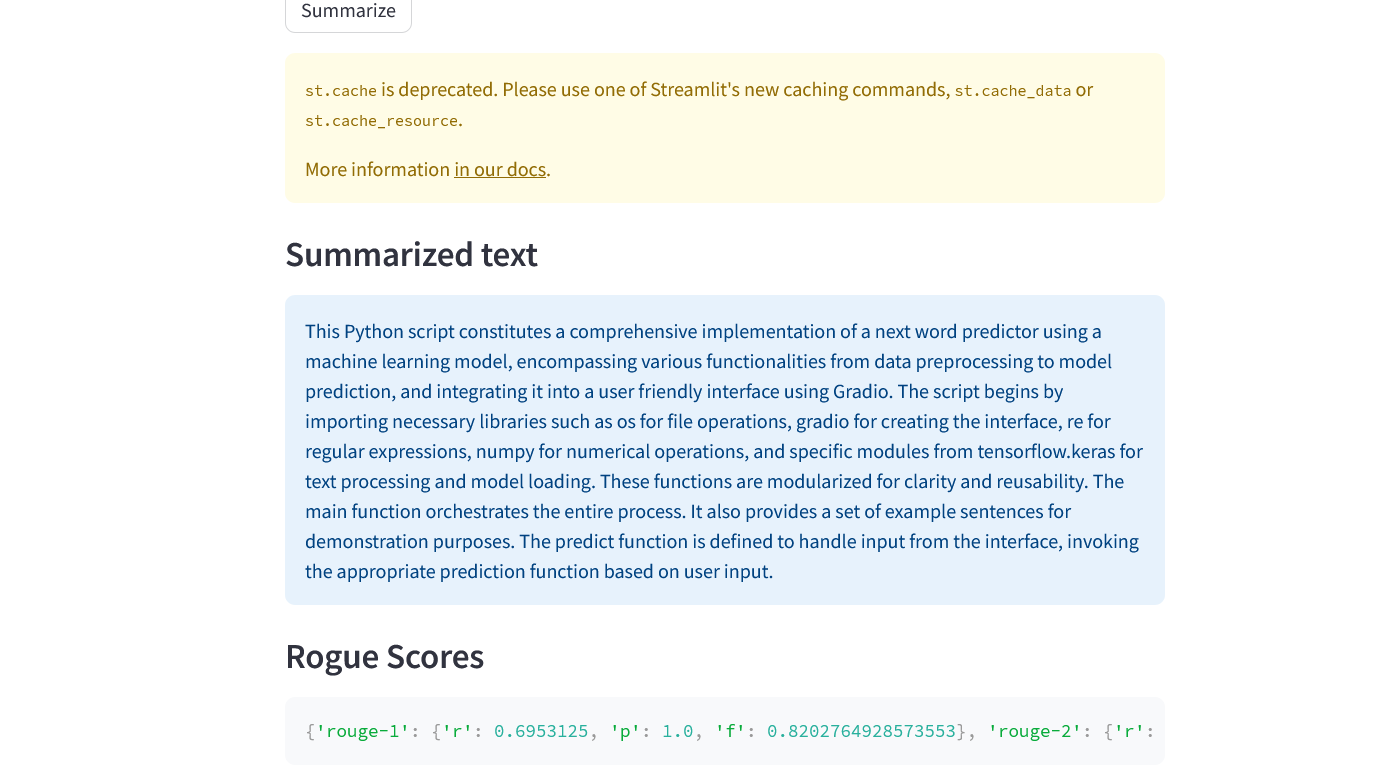 Summarize
st.cache is deprecated. Please use one of Streamlit's new caching commands, st.cache_data or
st.cache_resource.
More information in our docs.
Summarized text
This Python script constitutes a comprehensive implementation of a next word predictor using a
machine learning model, encompassing various functionalities from data preprocessing to model
prediction, and integrating it into a user friendly interface using Gradio. The script begins by
importing necessary libraries such as os for file operations, gradio for creating the interface, re for
regular expressions, numpy for numerical operations, and specific modules from tensorflow.keras for
text processing and model loading. These functions are modularized for clarity and reusability. The
main function orchestrates the entire process. It also provides a set of example sentences for
demonstration purposes. The predict function is defined to handle input from the interface, invoking
the appropriate prediction function based on user input.
Rogue Scores
{'rouge-1': {'r': 0.6953125, 'p': 1.0, 'f': 0.8202764928573553}, 'rouge-2': {'r':